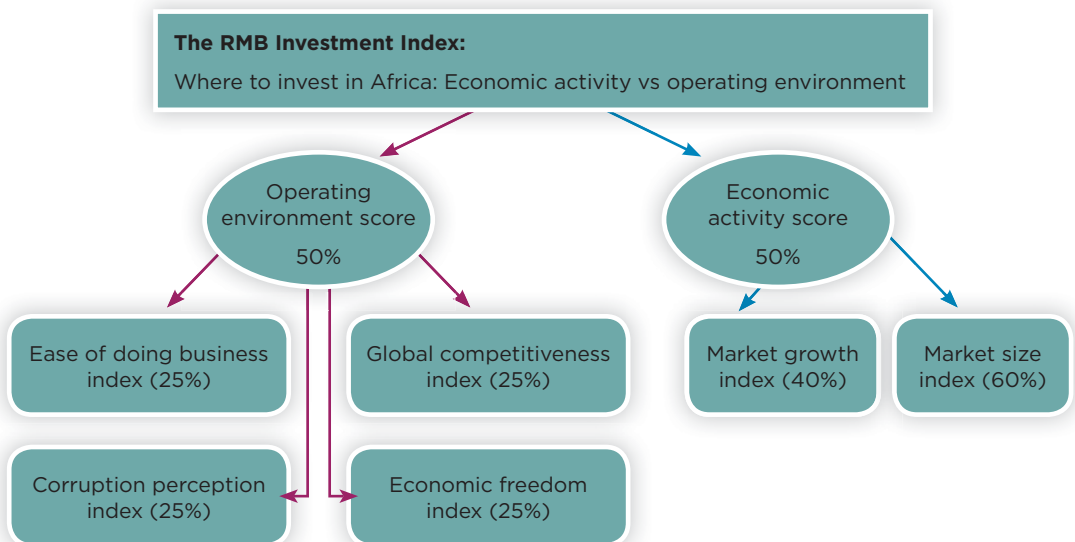 The RMB Investment Index:
Where to invest in Africa: Economic activity vs operating environment
Operating
environment score
50%
Economic
activity score
50%
Ease of doing business
index (25%)
Global competitiveness
index (25%)
Market growth
index (40%)
Market size
index (60%)
Corruption perception
index (25%)
Economic freedom
index (25%)